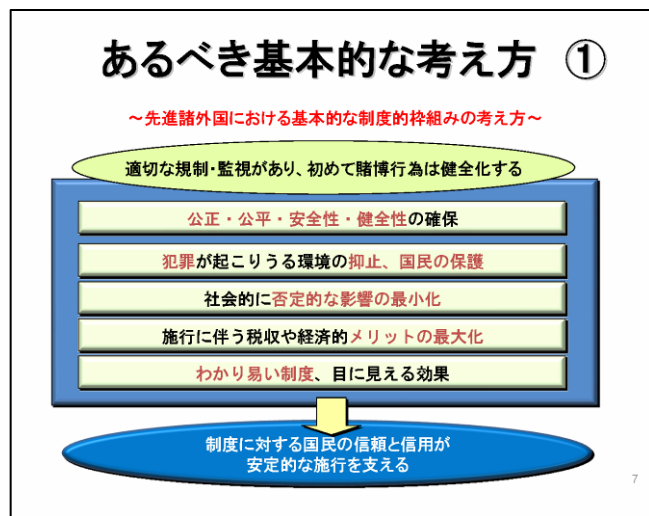 あるべき基本的な考え方 ①
～先進諸外国における基本的な制度的枠組みの考え方～
適切な規制・監視があり、初めて賭博行為は健全化する
公正・公平・安全性・健全性の確保
犯罪が起こりうる環境の抑止、国民の保護
社会的に否定的な影響の最小化
施行に伴う税収や経済的メリットの最大化
わかり易い制度、目に見える効果
制度に対する国民の信頼と信用が
安定的な施行を支える
7